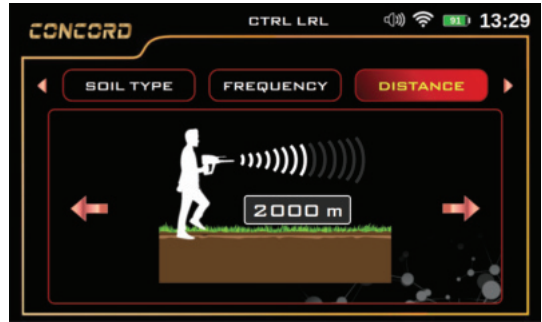 CONCORD
CTRL LRL
91 13:29
SOIL TYPE
FREQUENCY
DISTANCE
2000 m